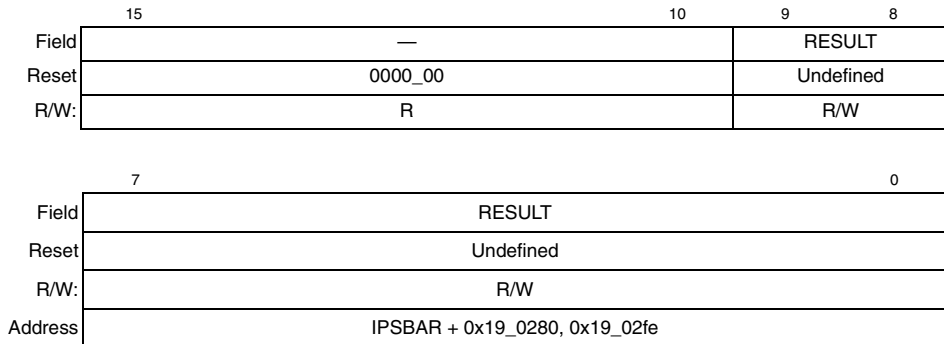 15 10 9 8
Field — RESULT
Reset 0000_00 Undefined
R/W: R R/W
7 0
Field RESULT
Reset Undefined
R/W: R/W
Address IPSBAR + 0x19_0280, 0x19_02fe